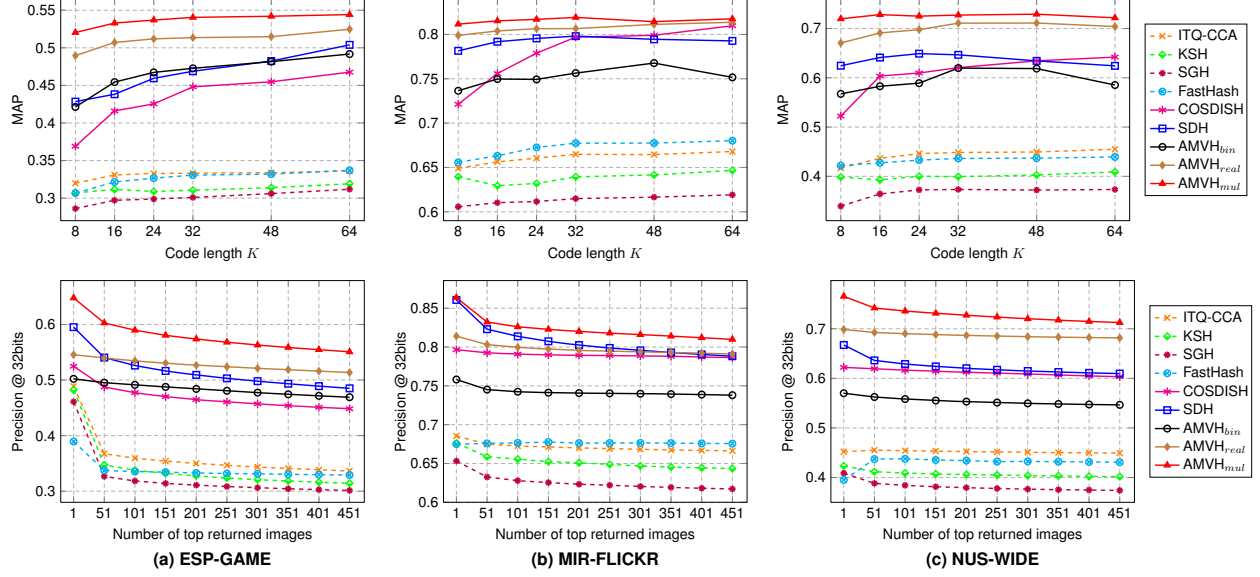 0.55
0.5
0.45
0.4
0.35
0.3
MAP
8 16 24 32 48 64
Code length K
0.8
0.75
0.7
0.65
0.6
MAP
8 16 24 32 48 64
Code length K
0.7
0.6
0.5
0.4
MAP
8 16 24 32 48 64
Code length K
ITQ-CCA
KSH
SGH
FastHash
COSDISH
SDH
AMVH_bin
AMVH_real
AMVH_mul
0.6
0.5
0.4
0.3
Precision @ 32bits
1 51 101 151 201 251 301 351 401 451
Number of top returned images
(a) ESP-GAME
0.85
0.8
0.75
0.7
0.65
0.6
Precision @ 32bits
1 51 101 151 201 251 301 351 401 451
Number of top returned images
(b) MIR-FLICKR
0.7
0.6
0.5
0.4
Precision @ 32bits
1 51 101 151 201 251 301 351 401 451
Number of top returned images
(c) NUS-WIDE
ITQ-CCA
KSH
SGH
FastHash
COSDISH
SDH
AMVH_bin
AMVH_real
AMVH_mul